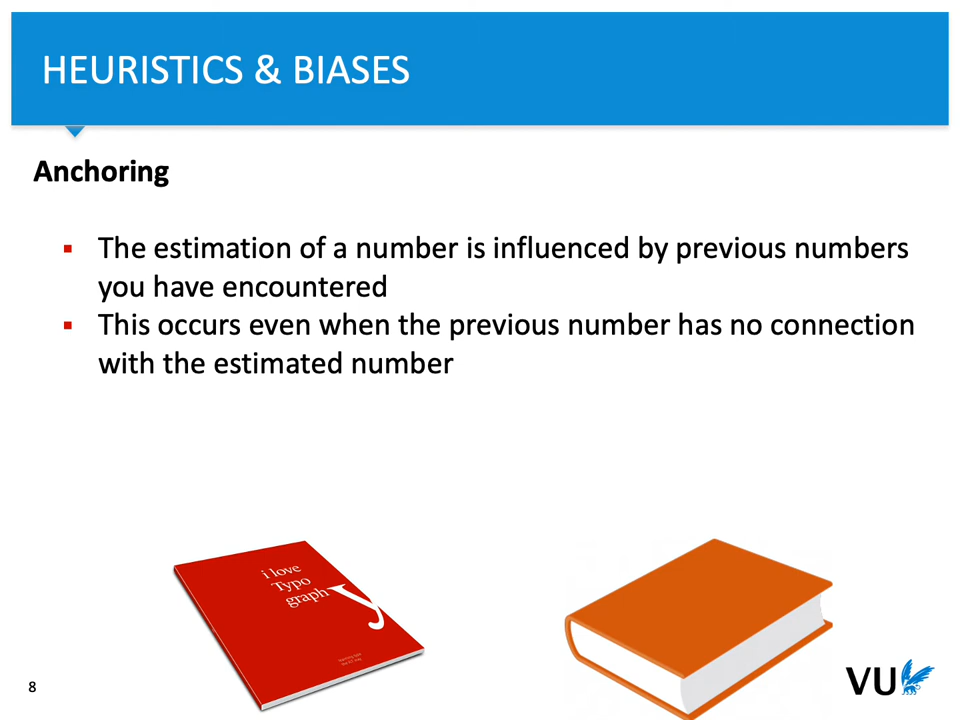 HEURISTICS & BIASES
Anchoring
▪ The estimation of a number is influenced by previous numbers
you have encountered
▪ This occurs even when the previous number has no connection
with the estimated number
i love
Typo
graphy
8
VU